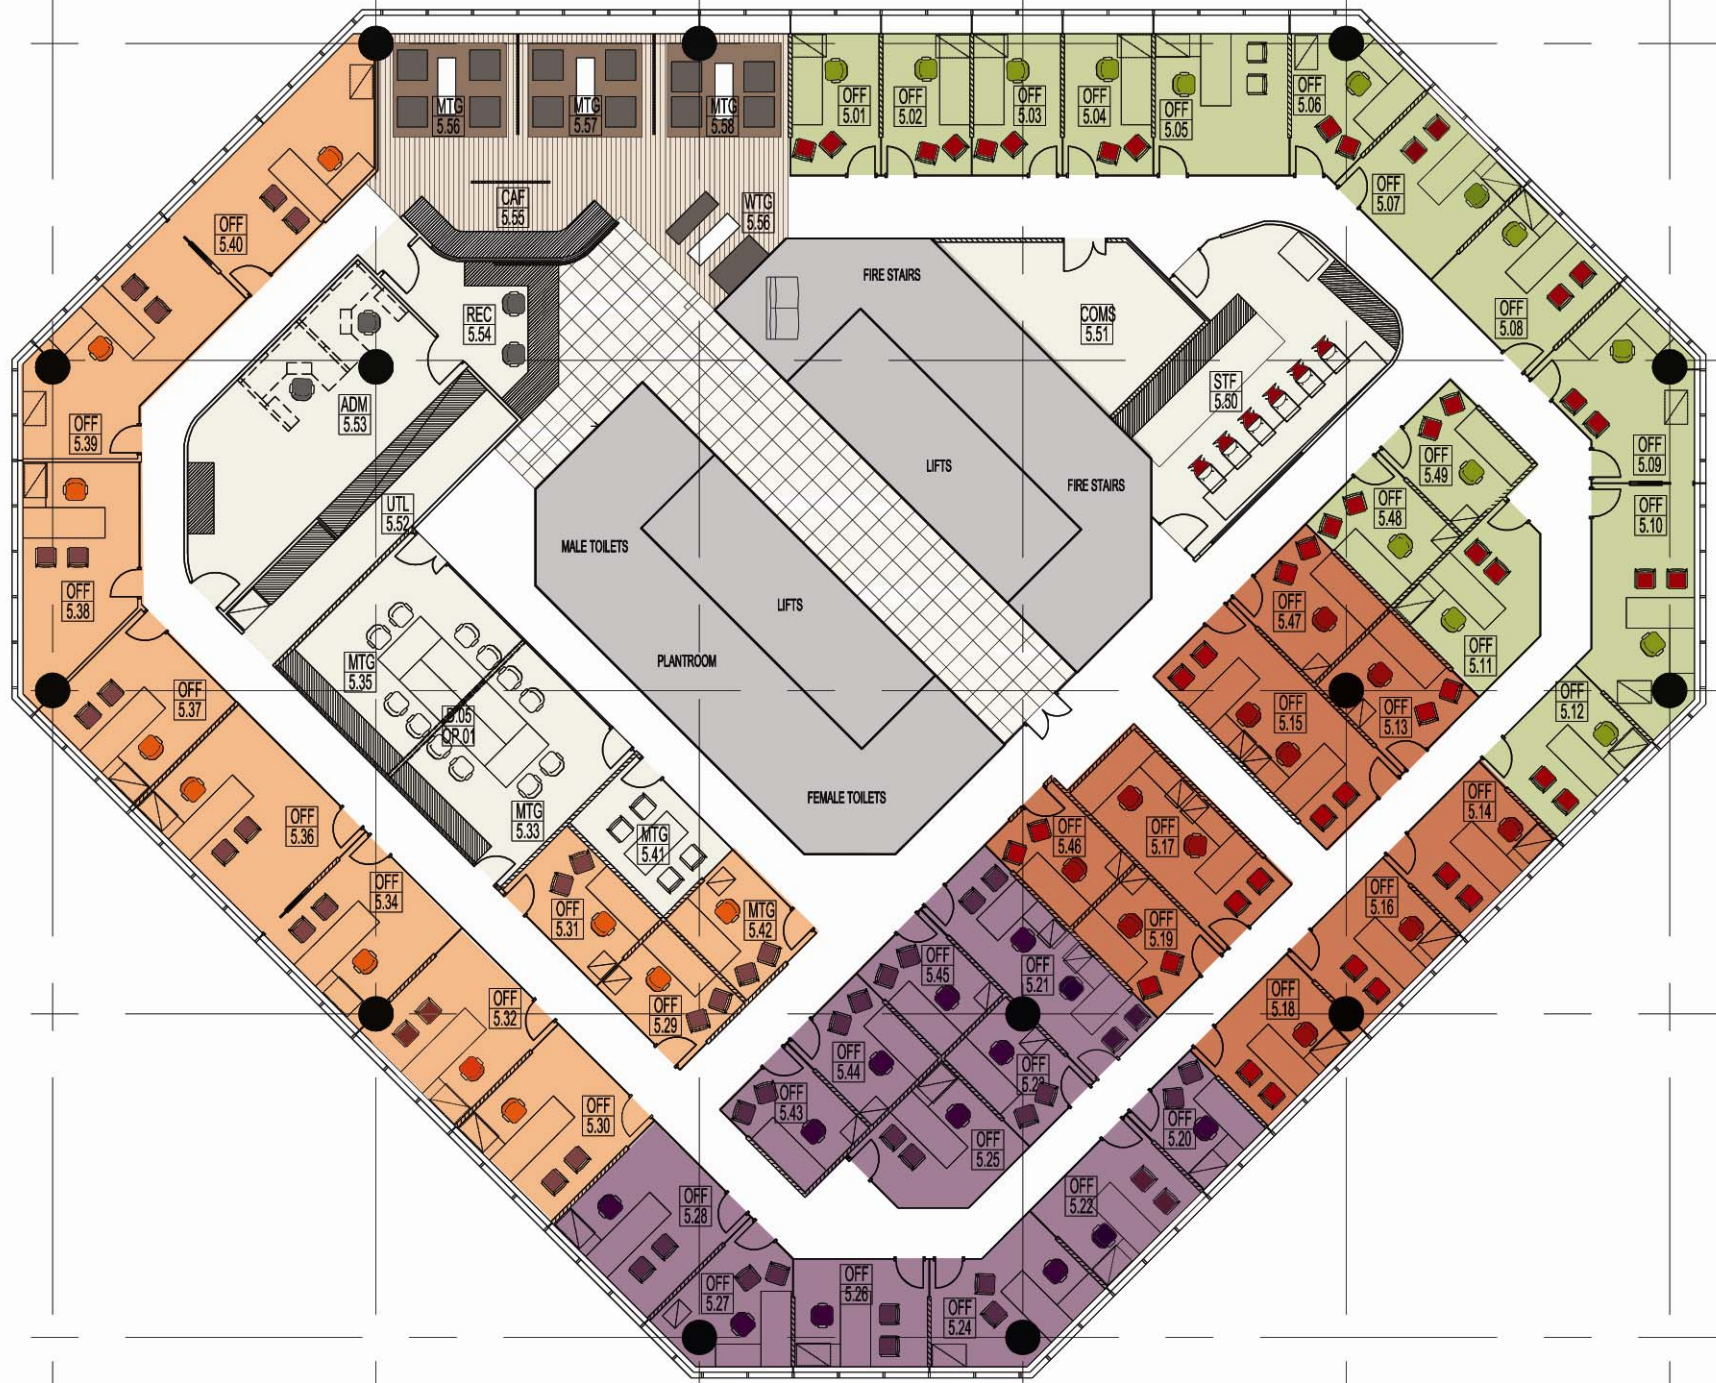 MTG
5.56
MTG
5.57
MTG
5.58
OFF
5.01
OFF
5.02
OFF
5.03
OFF
5.04
OFF
5.05
OFF
5.06
OFF
5.07
OFF
5.08
OFF
5.40
CAF
5.55
WTG
5.56
FIRE STAIRS
REC
5.54
COMS
5.51
STF
5.50
ADM
5.53
OFF
5.39
OFF
5.49
OFF
5.09
OFF
5.10
LIFTS
FIRE STAIRS
UTL
5.52
OFF
5.48
MALE TOILETS
OFF
5.38
LIFTS
OFF
5.47
OFF
5.11
PLANTROOM
MTG
5.35
OFF
5.37
OFF
5.12
OFF
5.15
OFF
5.13
OP.01
FEMALE TOILETS
OFF
5.36
MTG
5.33
MTG
5.41
OFF
5.46
OFF
5.17
OFF
5.14
OFF
5.34
OFF
5.31
MTG
5.42
OFF
5.19
OFF
5.16
OFF
5.45
OFF
5.21
OFF
5.32
OFF
5.29
OFF
5.18
OFF
5.44
OFF
OFF
5.30
OFF
5.43
OFF
5.25
OFF
5.20
OFF
5.28
OFF
5.22
OFF
5.27
OFF
5.26
OFF
5.24